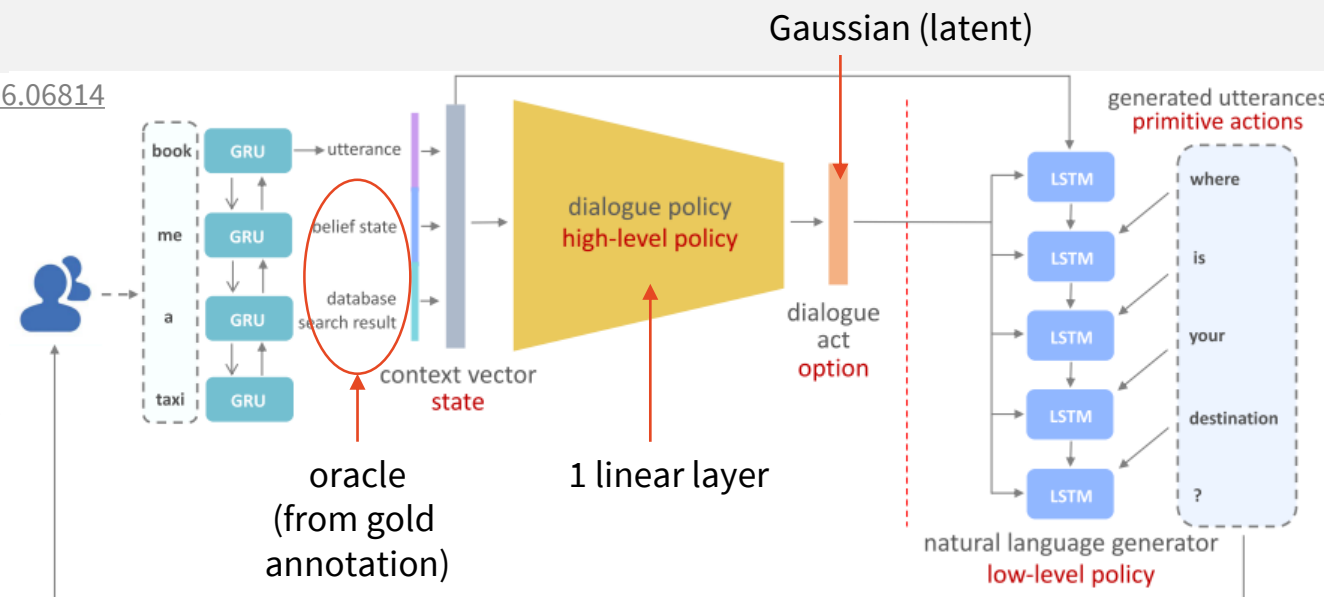 Gaussian (latent)
6.06814
book
GRU
utterance
me
GRU
belief state
a
GRU
database
search result
taxi
GRU
context vector
state
dialogue policy
high-level policy
dialogue
act
option
oracle
(from gold
annotation)
1 linear layer
generated utterances
primitive actions
LSTM
where
LSTM
is
LSTM
your
LSTM
destination
LSTM
?
natural language generator
low-level policy